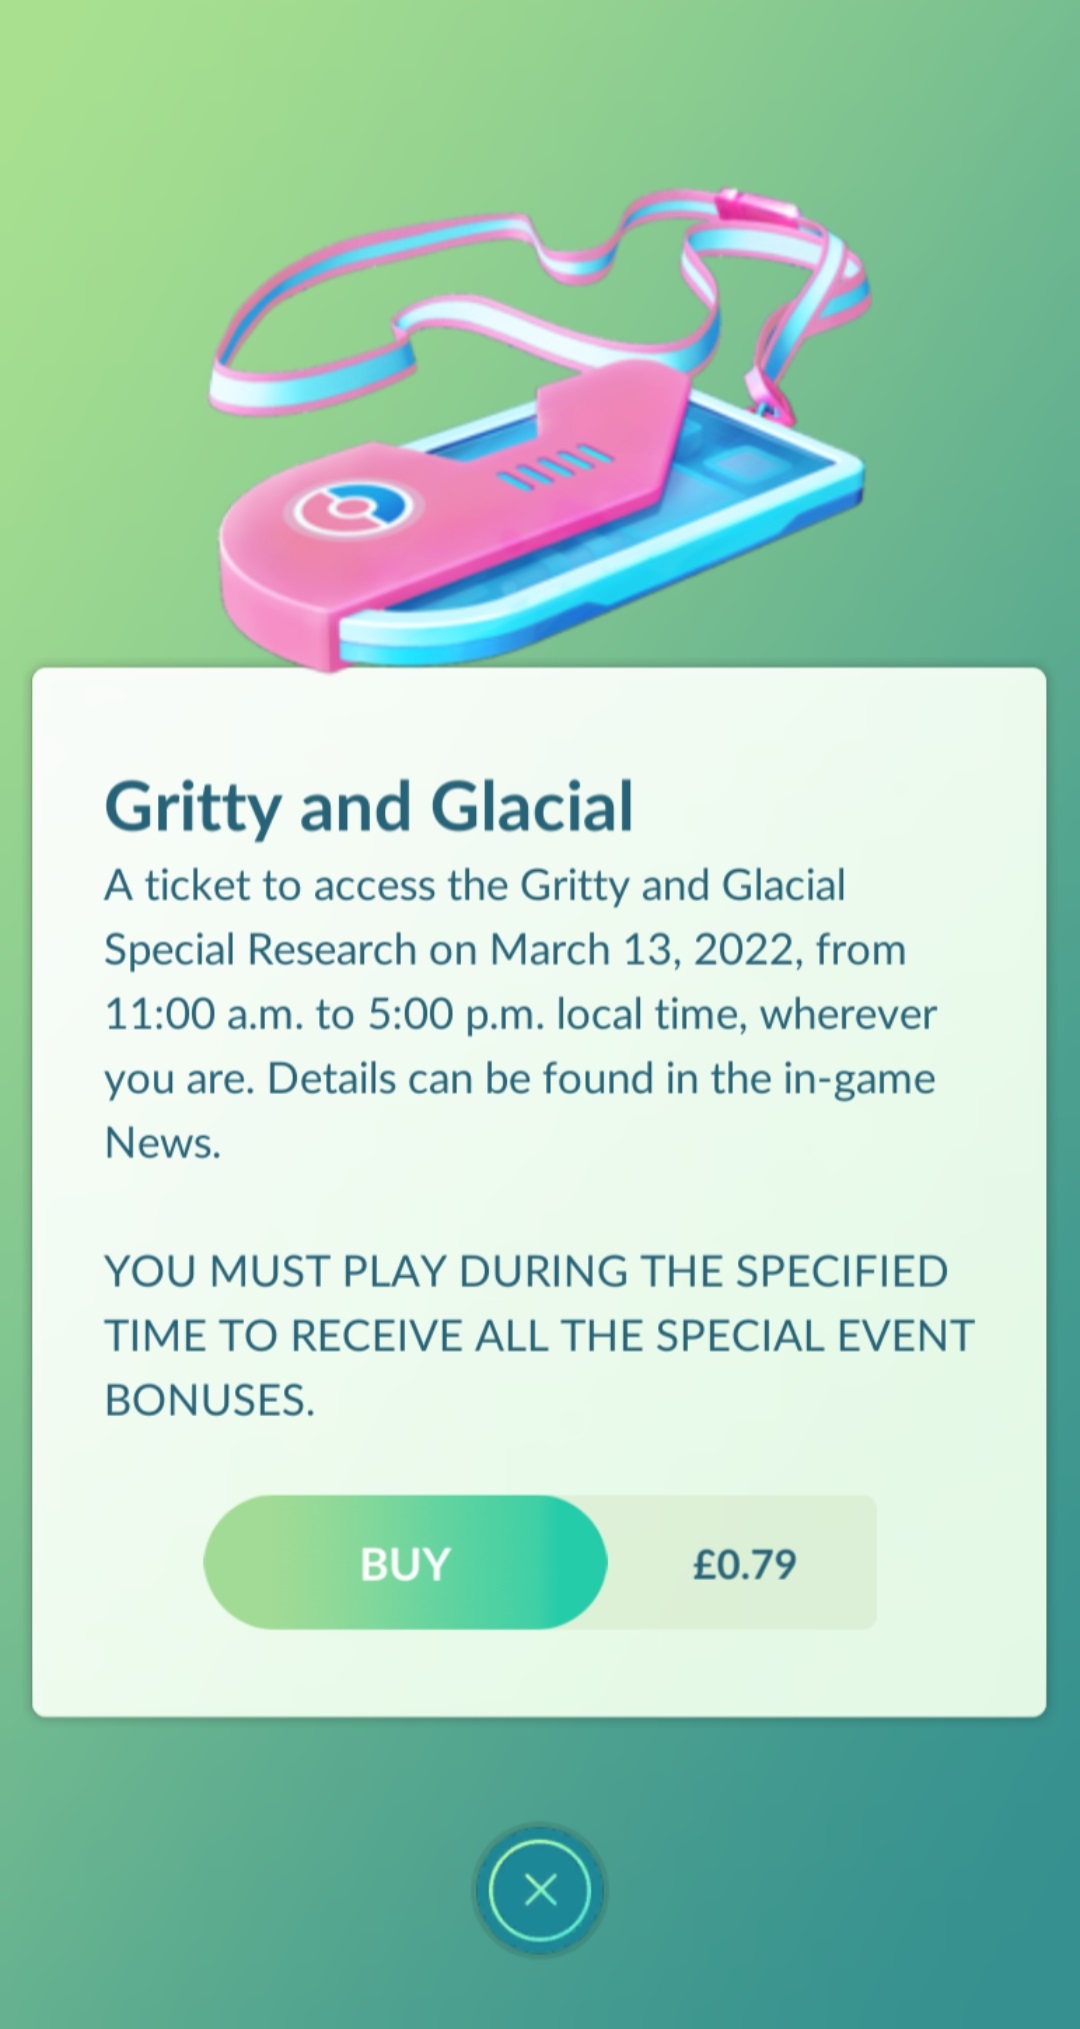 Gritty and Glacial
A ticket to access the Gritty and Glacial
Special Research on March 13, 2022, from
11:00 a.m. to 5:00 p.m. local time, wherever
you are. Details can be found in the in-game
News.
YOU MUST PLAY DURING THE SPECIFIED
TIME TO RECEIVE ALL THE SPECIAL EVENT
BONUSES.
BUY £0.79